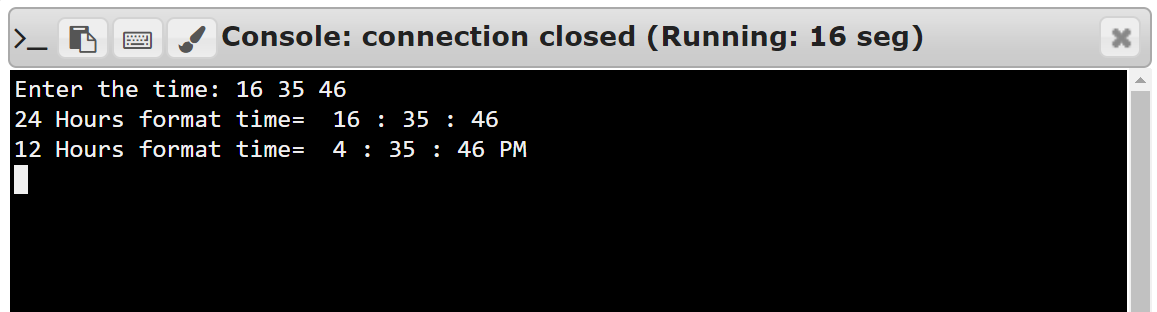 >_ Console: connection closed (Running: 16 seg)
Enter the time: 16 35 46
24 Hours format time=  16 : 35 : 46
12 Hours format time=  4 : 35 : 46 PM